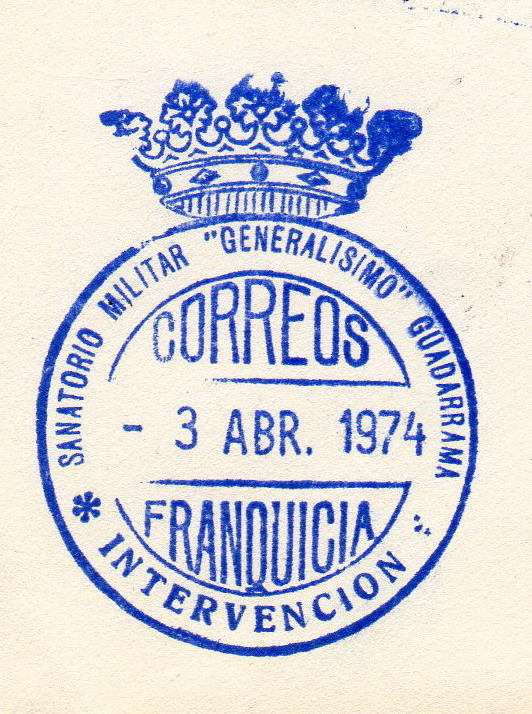 SANATORIO MILITAR "GENERALISIMO" GUADARRAMA
CORREOS
- 3 ABR. 1974
FRANQUICIA
* INTERVENCION